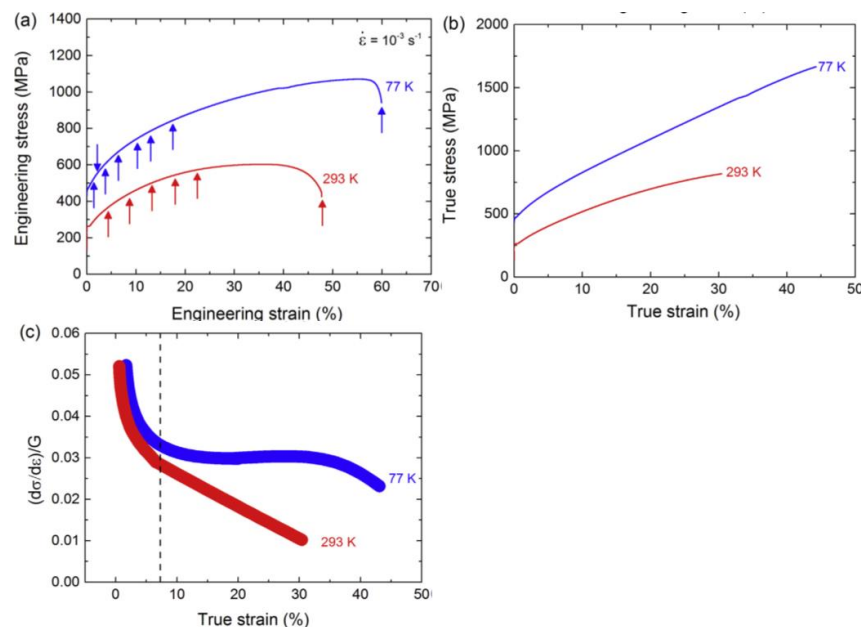 (a)
1400
1200
1000
800
600
400
200
0
Engineering stress (MPa)
ε̇ = 10⁻³ s⁻¹
77 K
293 K
0 10 20 30 40 50 60 70
Engineering strain (%)
(b)
2000
1500
1000
500
0
True stress (MPa)
77 K
293 K
0 10 20 30 40 50
True strain (%)
(c)
0.06
0.05
0.04
0.03
0.02
0.01
0.00
(dσ/dε)/G
77 K
293 K
0 10 20 30 40 50
True strain (%)